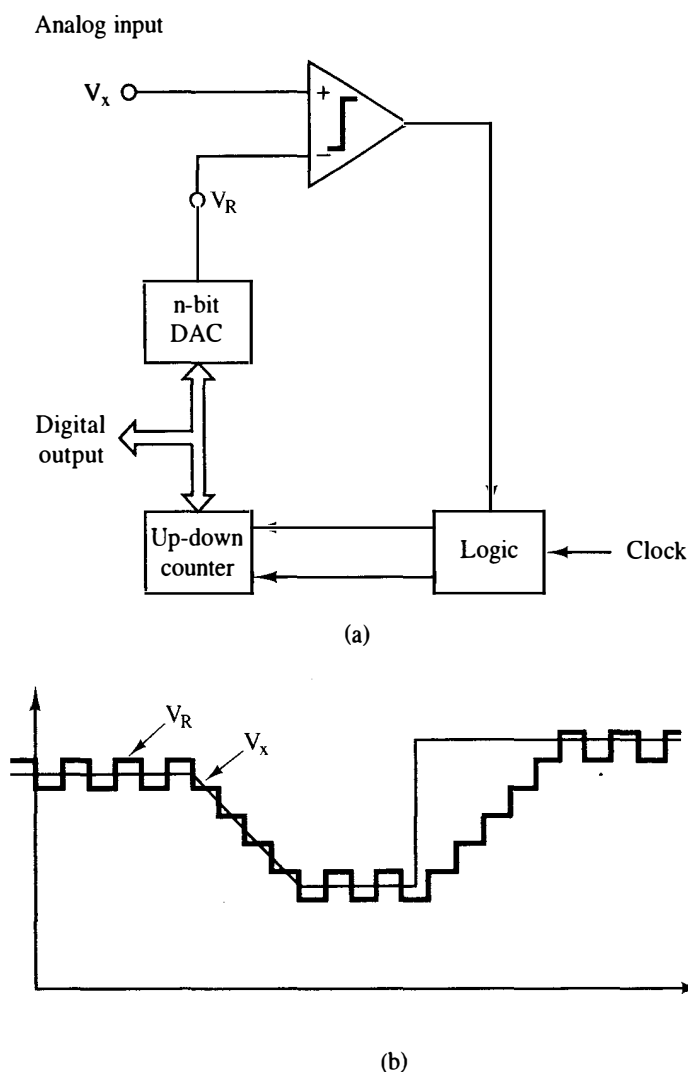 Analog input
Vx
+
−
VR
n-bit
DAC
Digital
output
Up-down
counter
Logic
Clock
(a)
VR
Vx
(b)